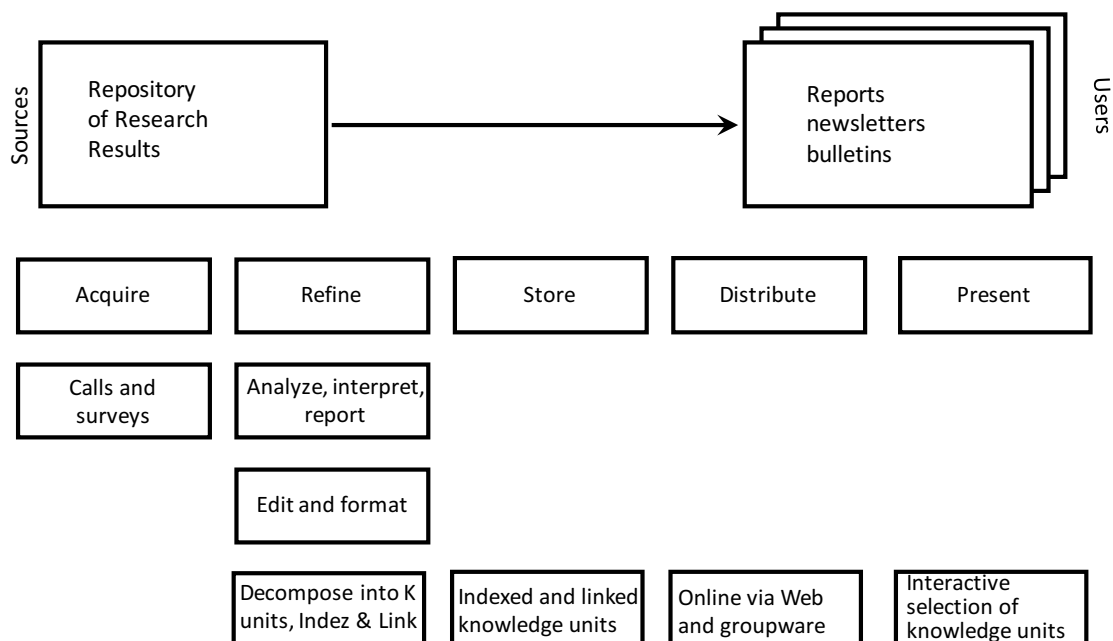 Sources
Repository
of Research
Results
Reports
newsletters
bulletins
Users
Acquire
Refine
Store
Distribute
Present
Calls and
surveys
Analyze, interpret,
report
Edit and format
Decompose into K
units, Indez & Link
Indexed and linked
knowledge units
Online via Web
and groupware
Interactive
selection of
knowledge units